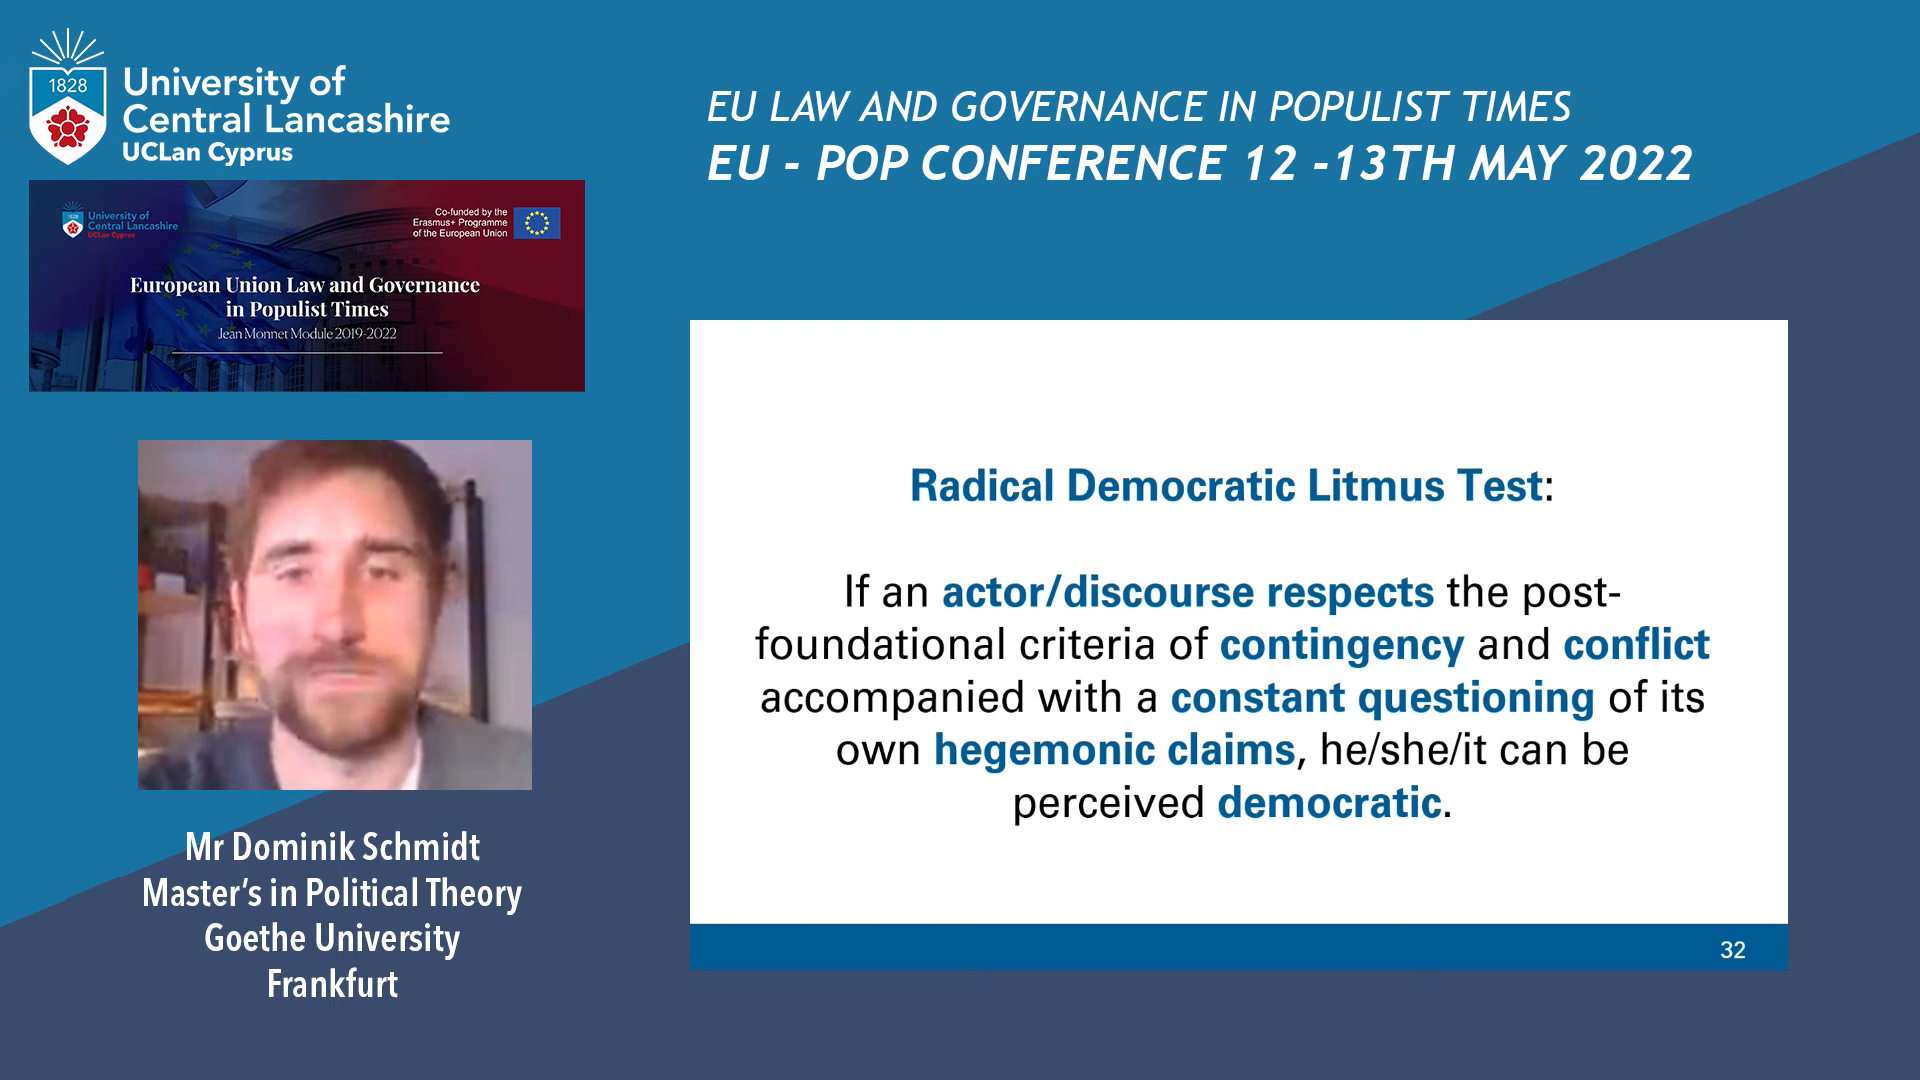 1828
University of
Central Lancashire
UCLan Cyprus
EU LAW AND GOVERNANCE IN POPULIST TIMES
EU - POP CONFERENCE 12 -13TH MAY 2022
1828
University of
Central Lancashire
UCLan Cyprus
Co-funded by the
Erasmus+ Programme
of the European Union
European Union Law and Governance
in Populist Times
Jean Monnet Module 2019-2022
Mr Dominik Schmidt
Master's in Political Theory
Goethe University
Frankfurt
Radical Democratic Litmus Test:
If an actor/discourse respects the post-
foundational criteria of contingency and conflict
accompanied with a constant questioning of its
own hegemonic claims, he/she/it can be
perceived democratic.
32